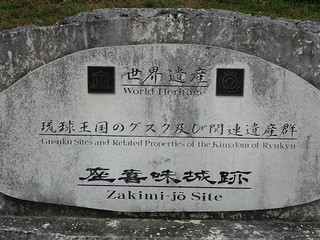 世界遺産
World Heritage
琉球王国のグスク及び関連遺産群
Gusuku Sites and Related Properties of the Kingdom of Ryukyu
座喜味城跡
Zakimi-jō Site